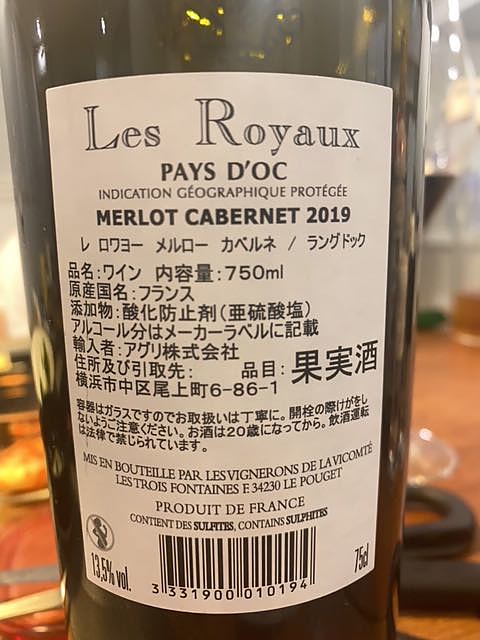 Les Royaux
PAYS D'OC
INDICATION GÉOGRAPHIQUE PROTÉGÉE
MERLOT CABERNET 2019
レ ロワヨー メルロー カベルネ / ラングドック
品名:ワイン 内容量:750ml
原産国名:フランス
添加物:酸化防止剤(亜硫酸塩)
アルコール分はメーカーラベルに記載
輸入者:アグリ株式会社
住所及び引取先: 品目: 果実酒
横浜市中区尾上町6-86-1
容器はガラスですのでお取扱いは丁寧に。開栓の際けがをし
ないようご注意ください。お酒は20歳になってから。飲酒運転
は法律で禁じられています。
MIS EN BOUTEILLE PAR LES VIGNERONS DE LA VICOMTÉ
LES TROIS FONTAINES F. 34230 LE POUGET
PRODUIT DE FRANCE
CONTIENT DES SULFITES, CONTAINS SULPHITES
13,5% vol.
75cl
3 331900 010194